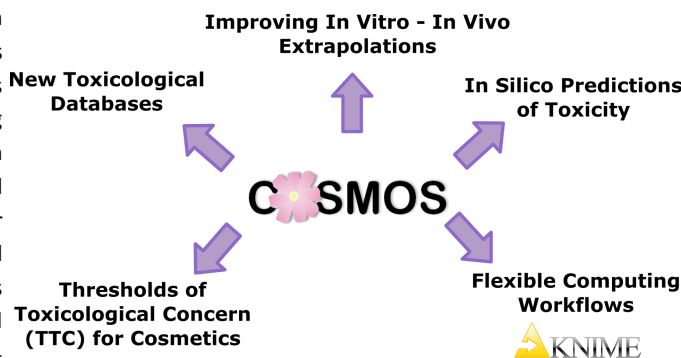 Improving In Vitro - In Vivo
Extrapolations
New Toxicological
Databases
In Silico Predictions
of Toxicity
COSMOS
Thresholds of
Toxicological Concern
(TTC) for Cosmetics
Flexible Computing
Workflows
KNIME